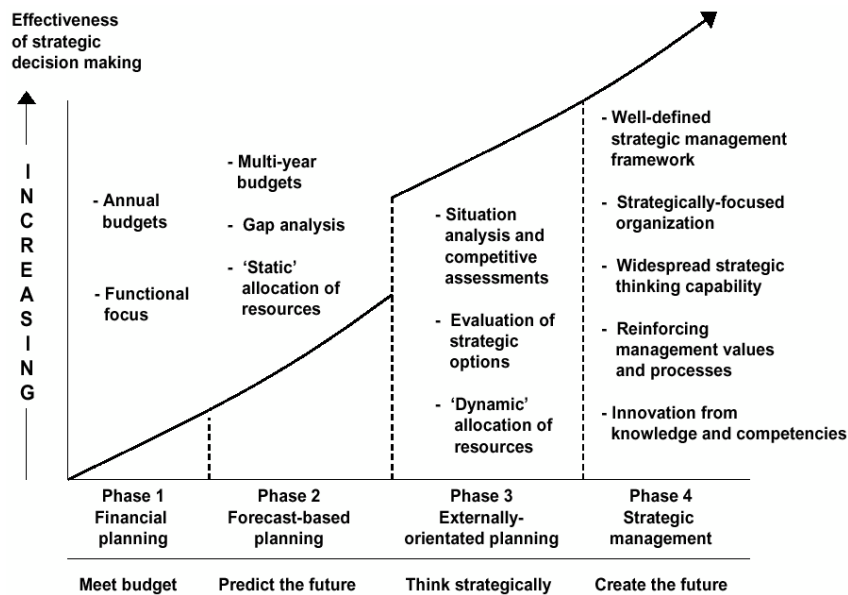 Effectiveness
of strategic
decision making
INCREASING
- Annual
budgets
- Functional
focus
- Multi-year
budgets
- Gap analysis
- ‘Static’
allocation of
resources
- Situation
analysis and
competitive
assessments
- Evaluation of
strategic
options
- ‘Dynamic’
allocation of
resources
- Well-defined
strategic management
framework
- Strategically-focused
organization
- Widespread strategic
thinking capability
- Reinforcing
management values
and processes
- Innovation from
knowledge and competencies
Phase 1
Financial
planning
Phase 2
Forecast-based
planning
Phase 3
Externally-
orientated planning
Phase 4
Strategic
management
Meet budget
Predict the future
Think strategically
Create the future